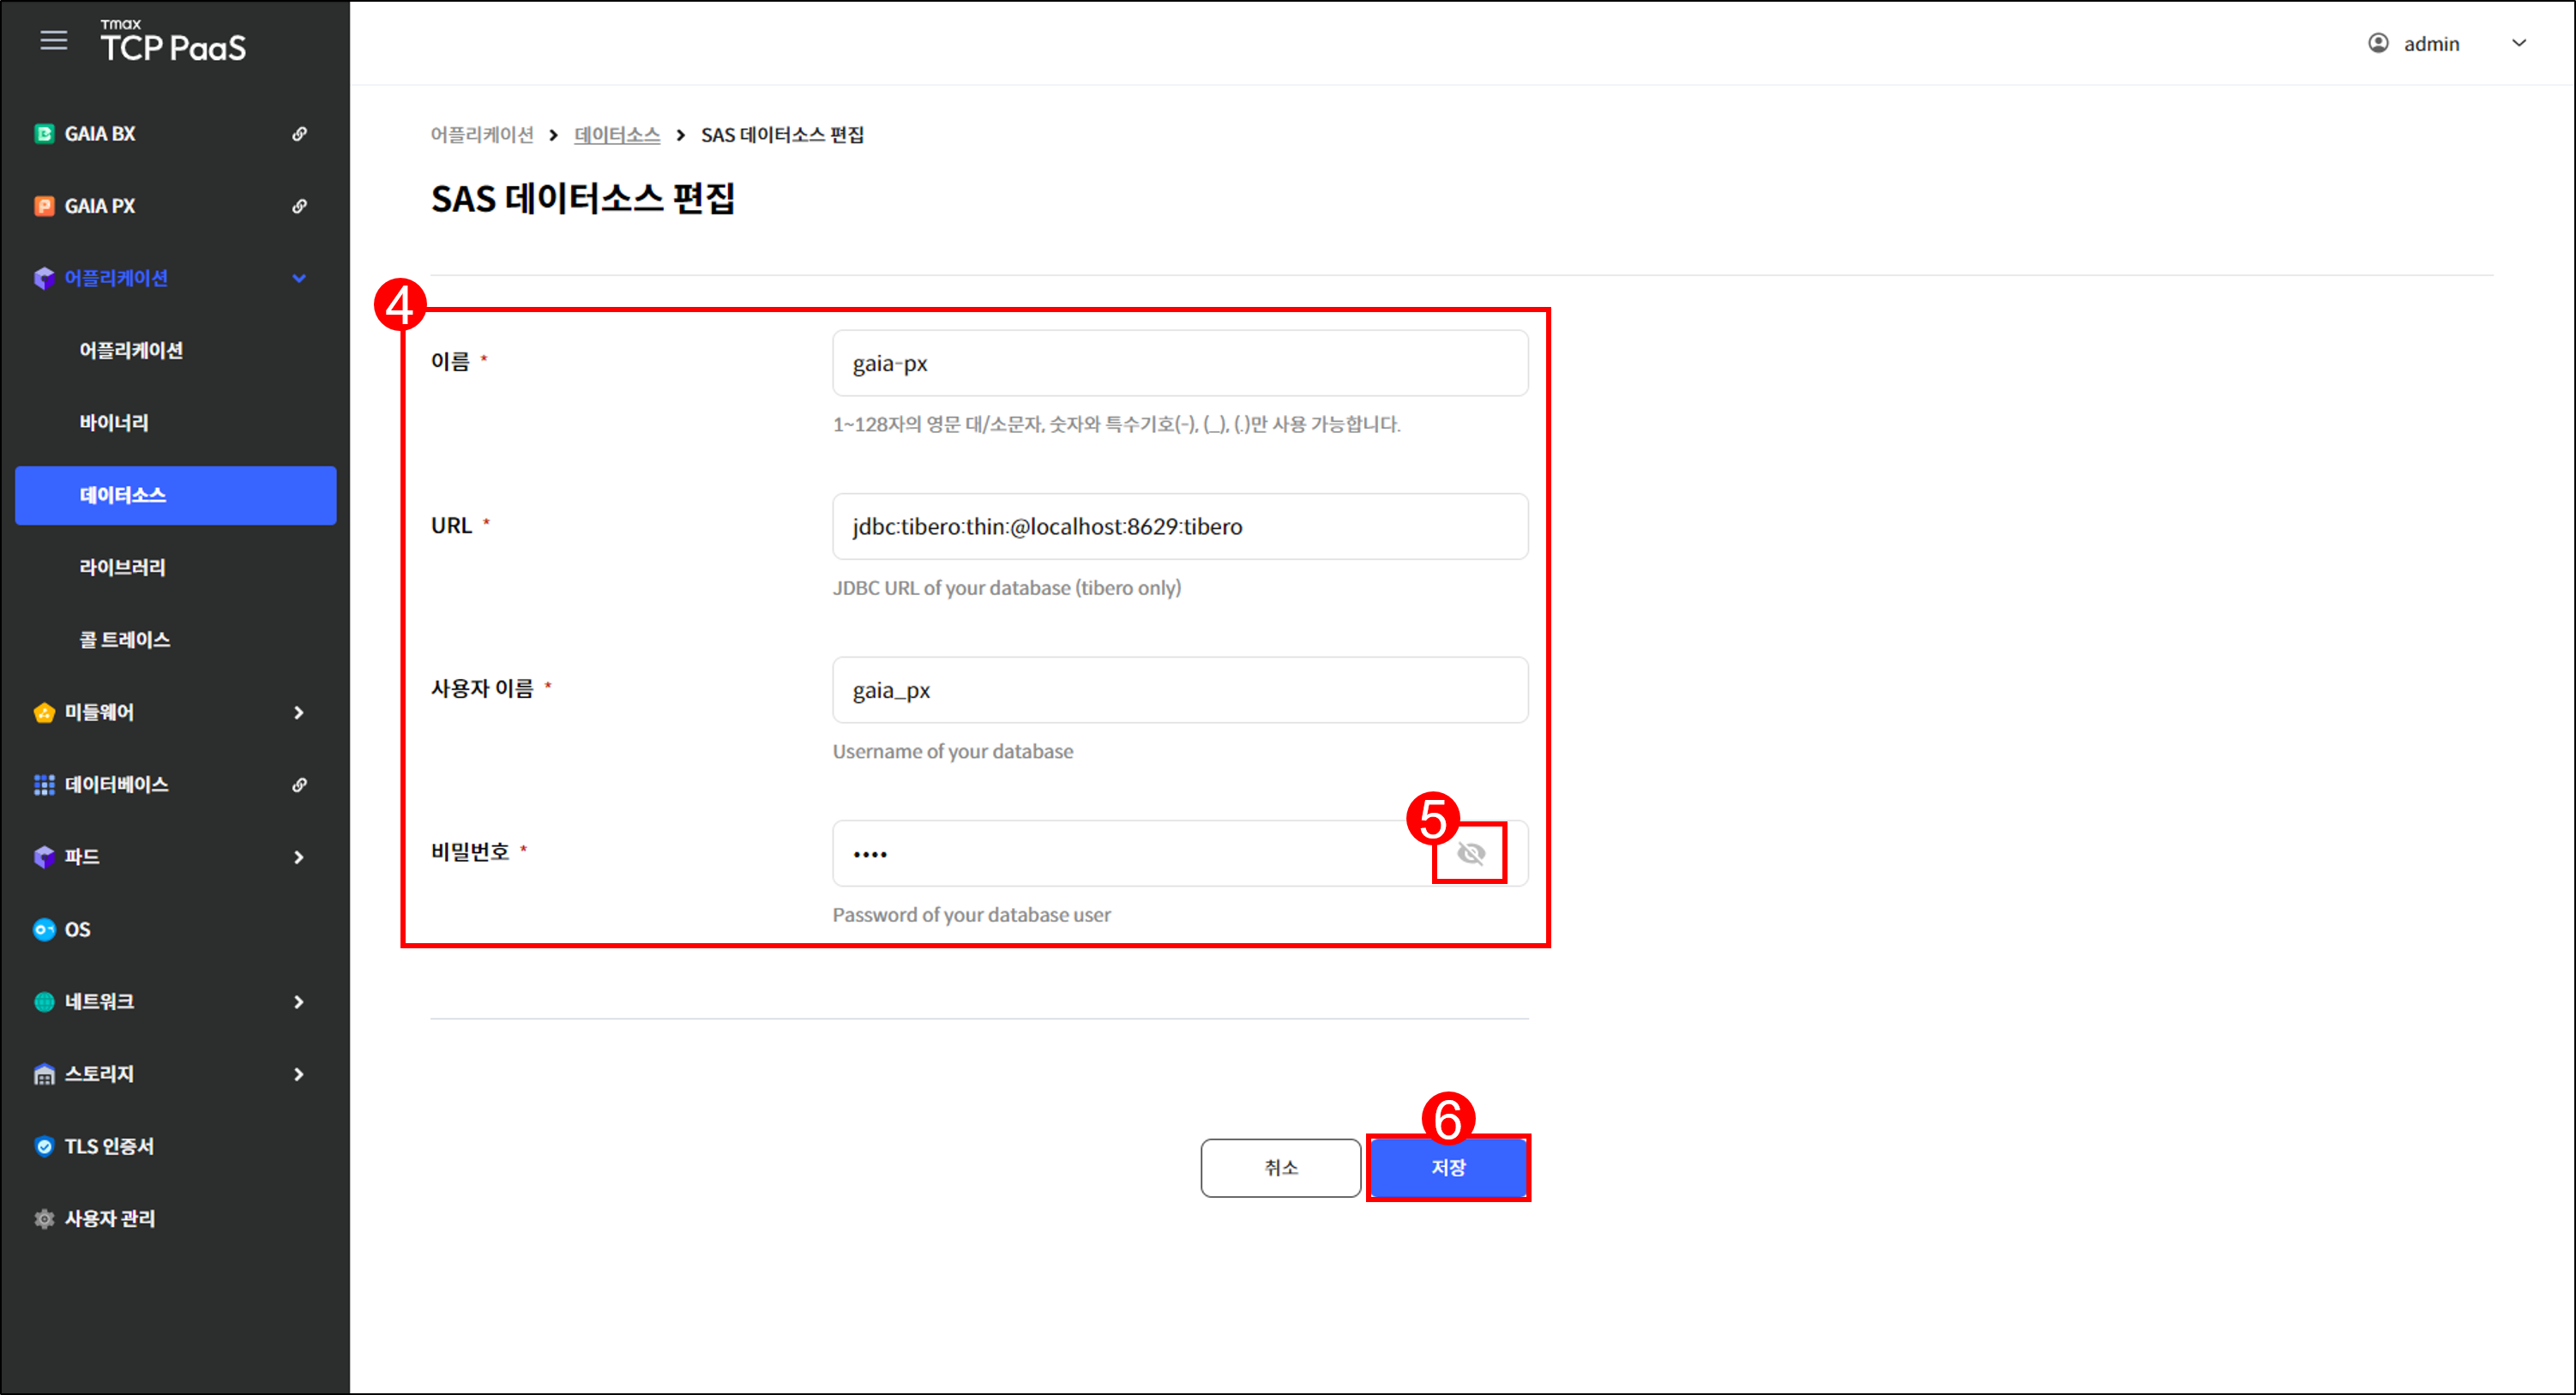 Tmax
TCP PaaS
admin
GAIA BX
GAIA PX
어플리케이션
어플리케이션
바이너리
데이터소스
라이브러리
콜 트레이스
미들웨어
데이터베이스
파드
OS
네트워크
스토리지
TLS 인증서
사용자 관리
어플리케이션 > 데이터소스 > SAS 데이터소스 편집
SAS 데이터소스 편집
4
이름 *
gaia-px
1~128자의 영문 대/소문자, 숫자와 특수기호(-), (_), (.)만 사용 가능합니다.
URL *
jdbc:tibero:thin:@localhost:8629:tibero
JDBC URL of your database (tibero only)
사용자 이름 *
gaia_px
Username of your database
5
비밀번호 *
••••
Password of your database user
6
취소
저장